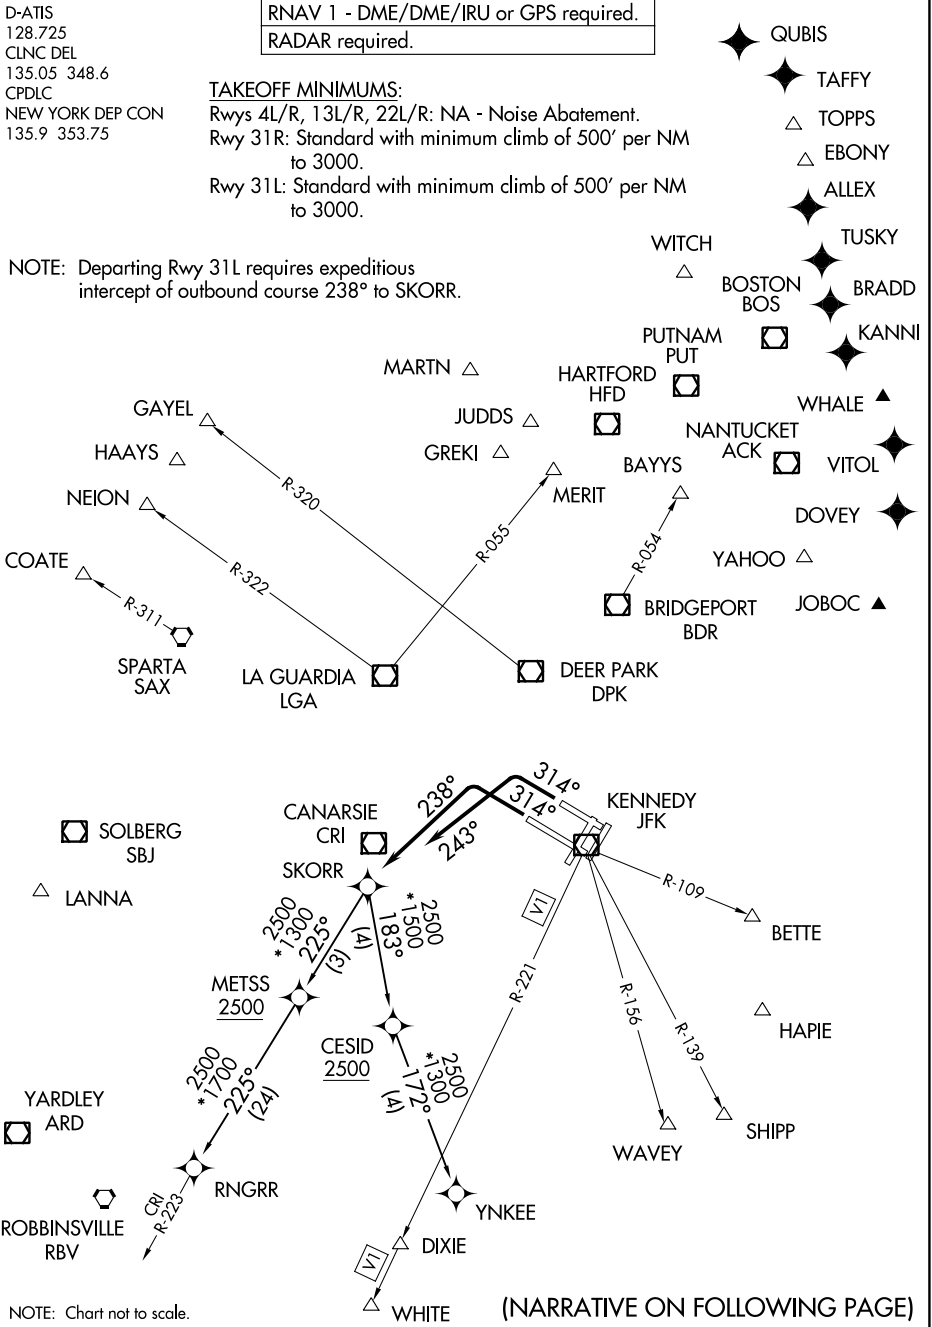 D-ATIS
128.725
CLNC DEL
135.05 348.6
CPDLC
NEW YORK DEP CON
135.9 353.75
RNAV 1 - DME/DME/IRU or GPS required.
RADAR required.
TAKEOFF MINIMUMS:
Rwys 4L/R, 13L/R, 22L/R: NA - Noise Abatement.
Rwy 31R: Standard with minimum climb of 500' per NM
to 3000.
Rwy 31L: Standard with minimum climb of 500' per NM
to 3000.
NOTE: Departing Rwy 31L requires expeditious
intercept of outbound course 238° to SKORR.
QUBIS
TAFFY
TOPPS
EBONY
ALLEX
TUSKY
WITCH
BOSTON
BOS
BRADD
KANNI
PUTNAM
PUT
MARTN
HARTFORD
HFD
WHALE
GAYEL
JUDDS
NANTUCKET
ACK
HAAYS
GREKI
BAYYS
VITOL
NEION
R-320
MERIT
DOVEY
COATE
R-322
R-055
R-054
YAHOO
R-311
BRIDGEPORT
BDR
JOBOC
SPARTA
SAX
LA GUARDIA
LGA
DEER PARK
DPK
314°
238°
314°
KENNEDY
JFK
CANARSIE
CRI
243°
SOLBERG
SBJ
SKORR
LANNA
R-109
V1
BETTE
2500
*1300
225°
(3)
2500
*1500
183°
(4)
METSS
2500
R-221
R-156
HAPIE
R-139
CESID
2500
2500
*1700
225°
(24)
2500
*1300
172°
(4)
YARDLEY
ARD
WAVEY
SHIPP
RNGRR
CRI
R-223
YNKEE
ROBBINSVILLE
RBV
DIXIE
V1
WHITE
NOTE: Chart not to scale.
(NARRATIVE ON FOLLOWING PAGE)